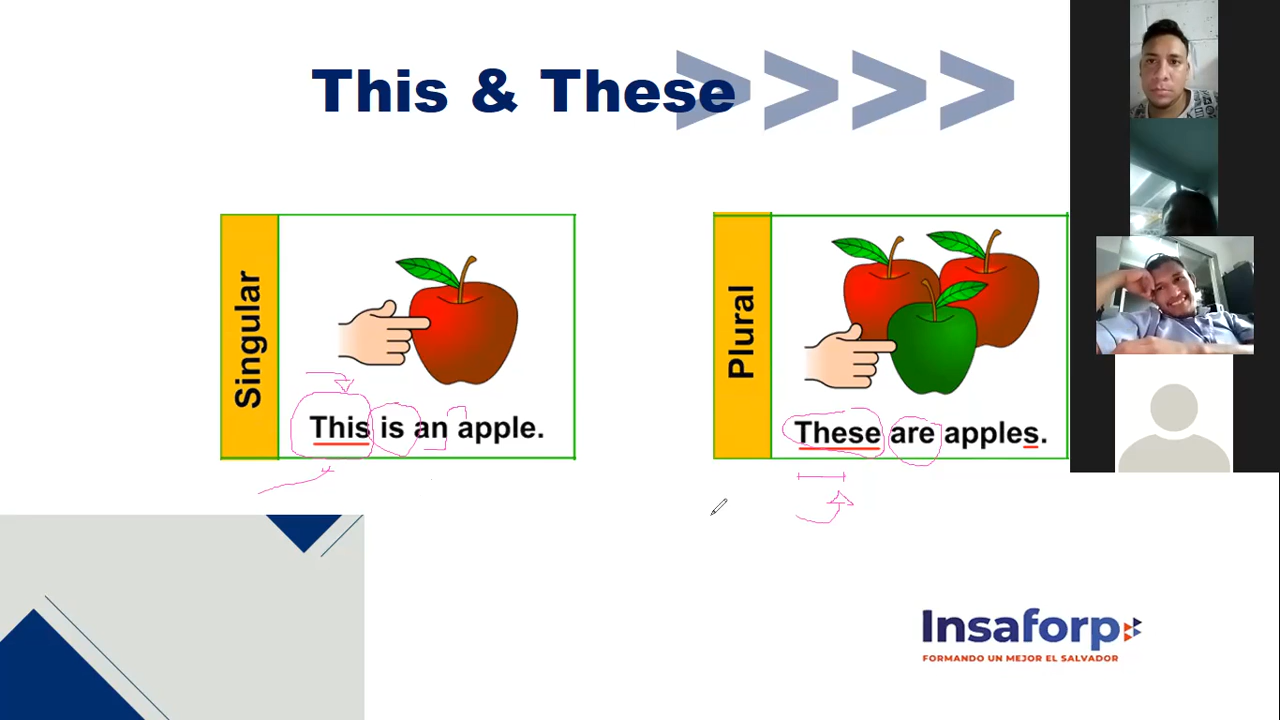 This & These
Singular
This is an apple.
Plural
These are apples.
Insaforp
FORMANDO UN MEJOR EL SALVADOR